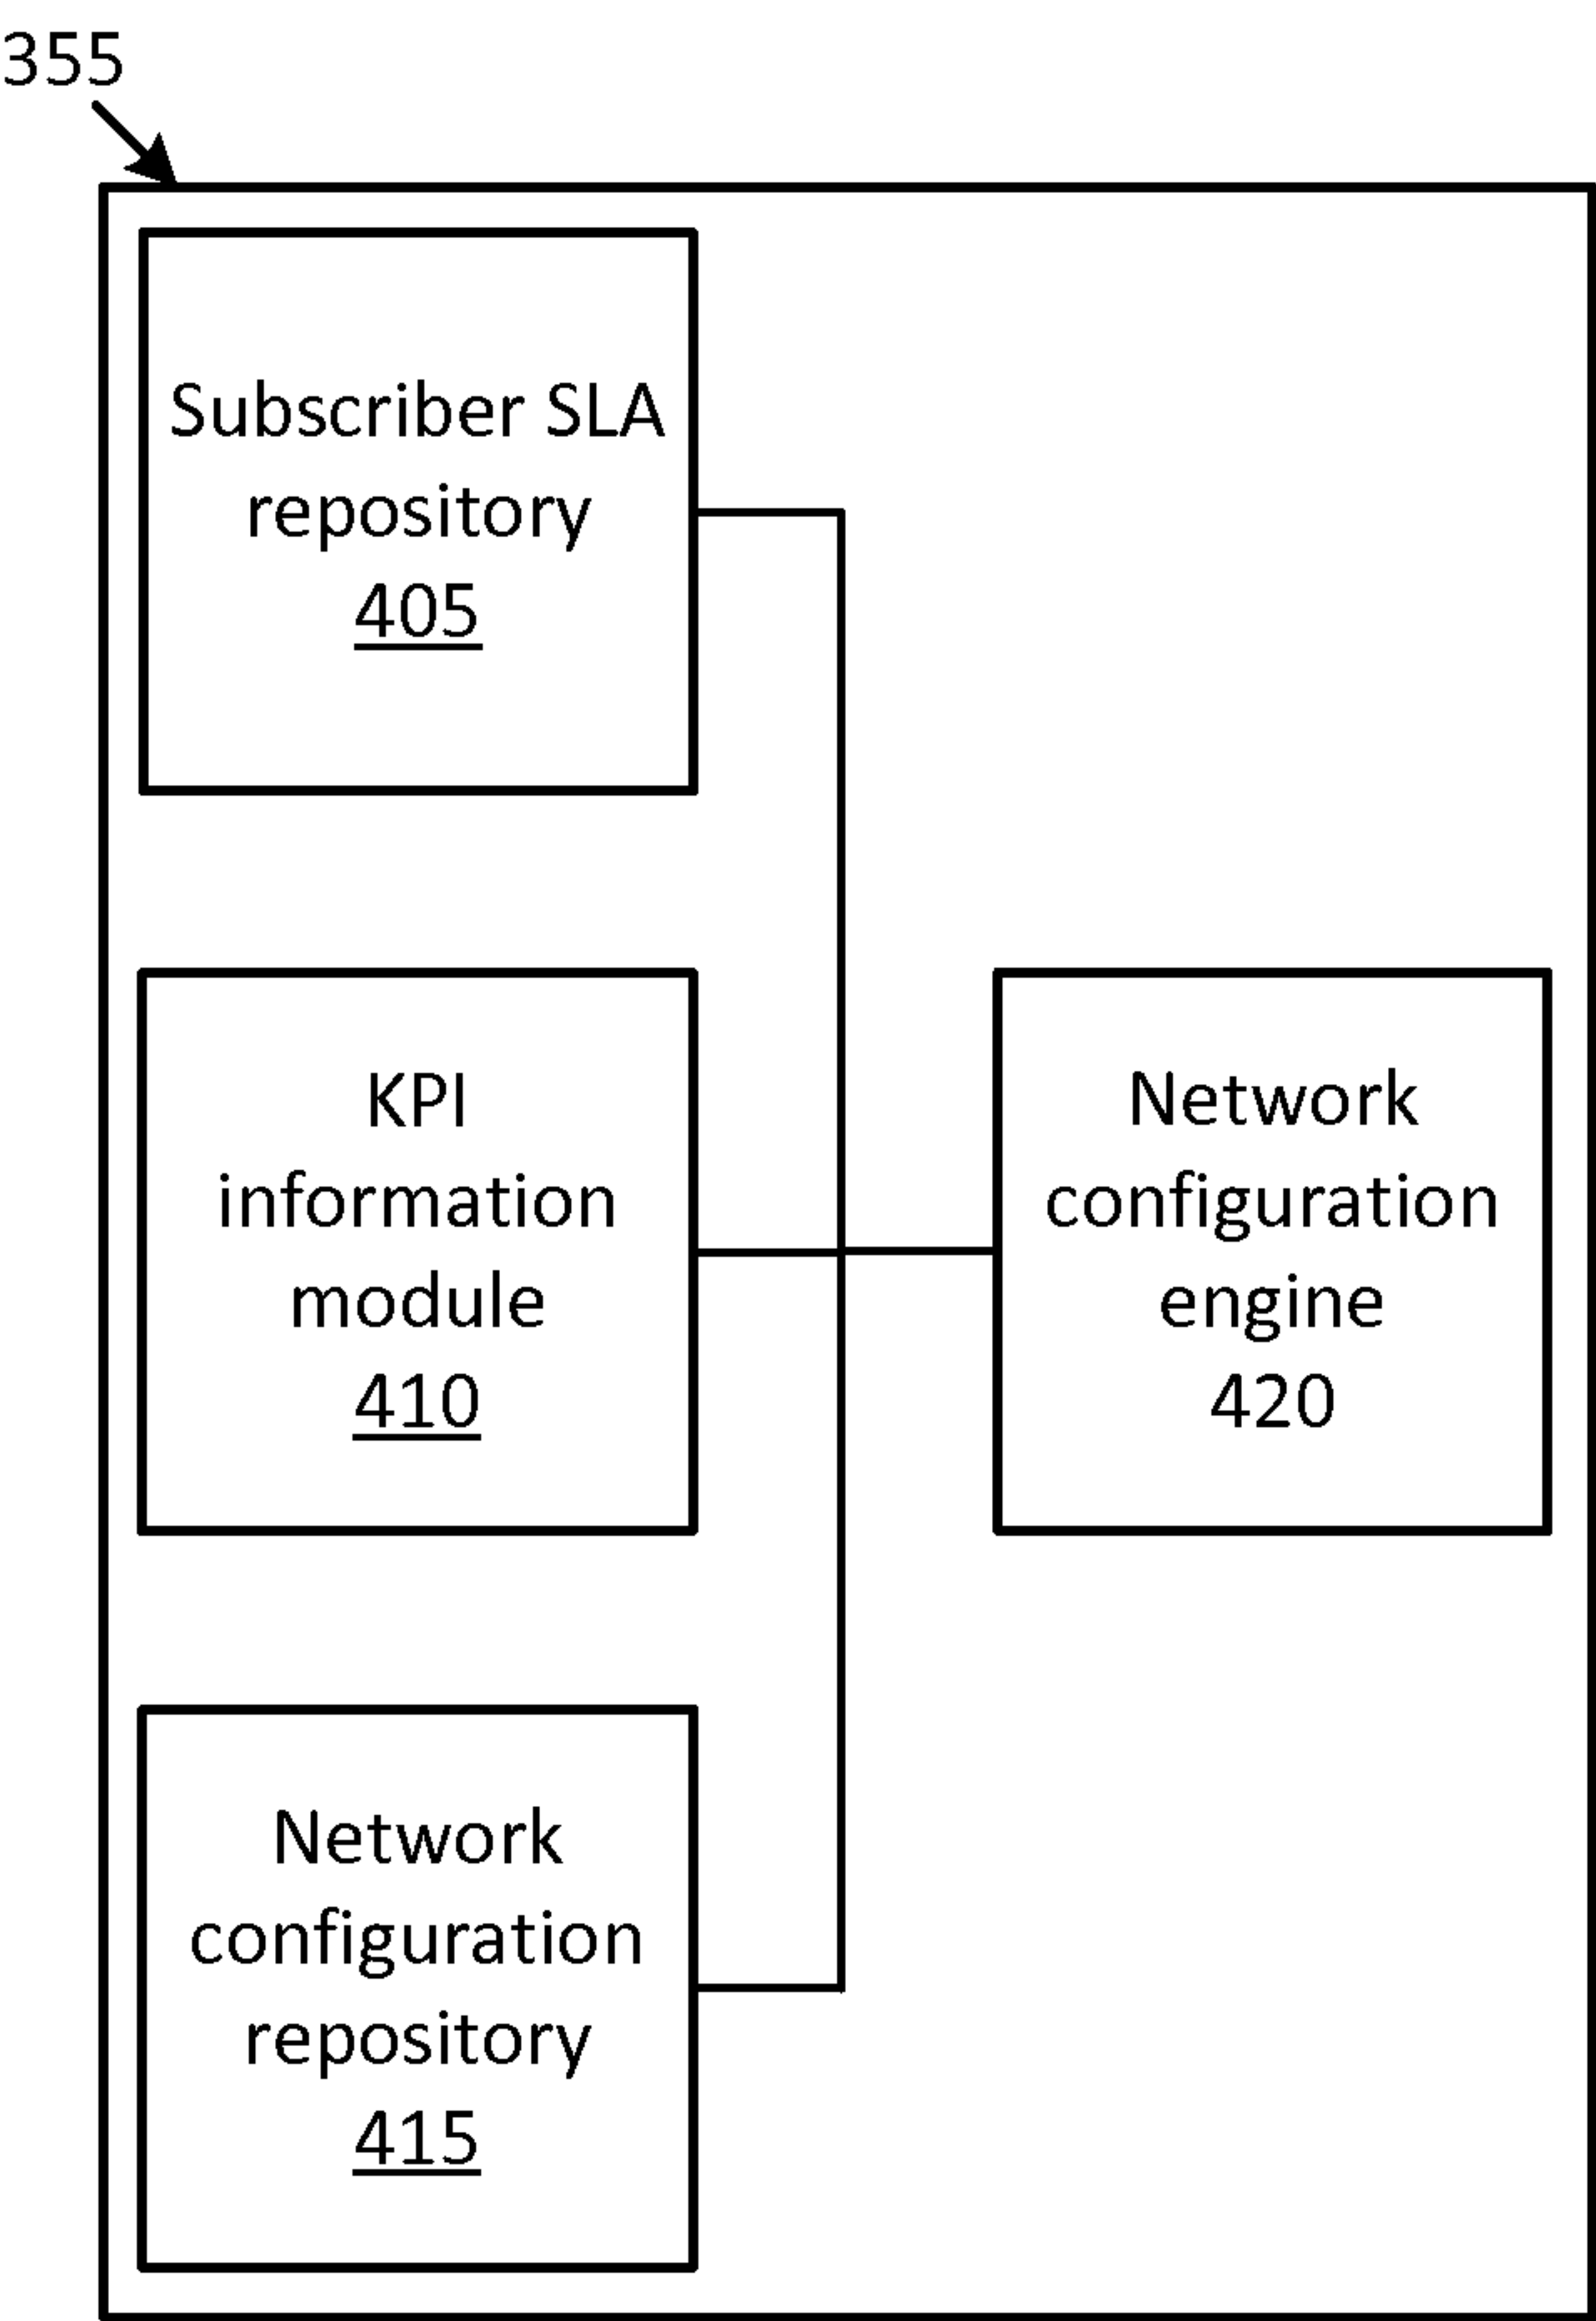 355
Subscriber SLA
repository
405
KPI
information
module
410
Network
configuration
engine
420
Network
configuration
repository
415